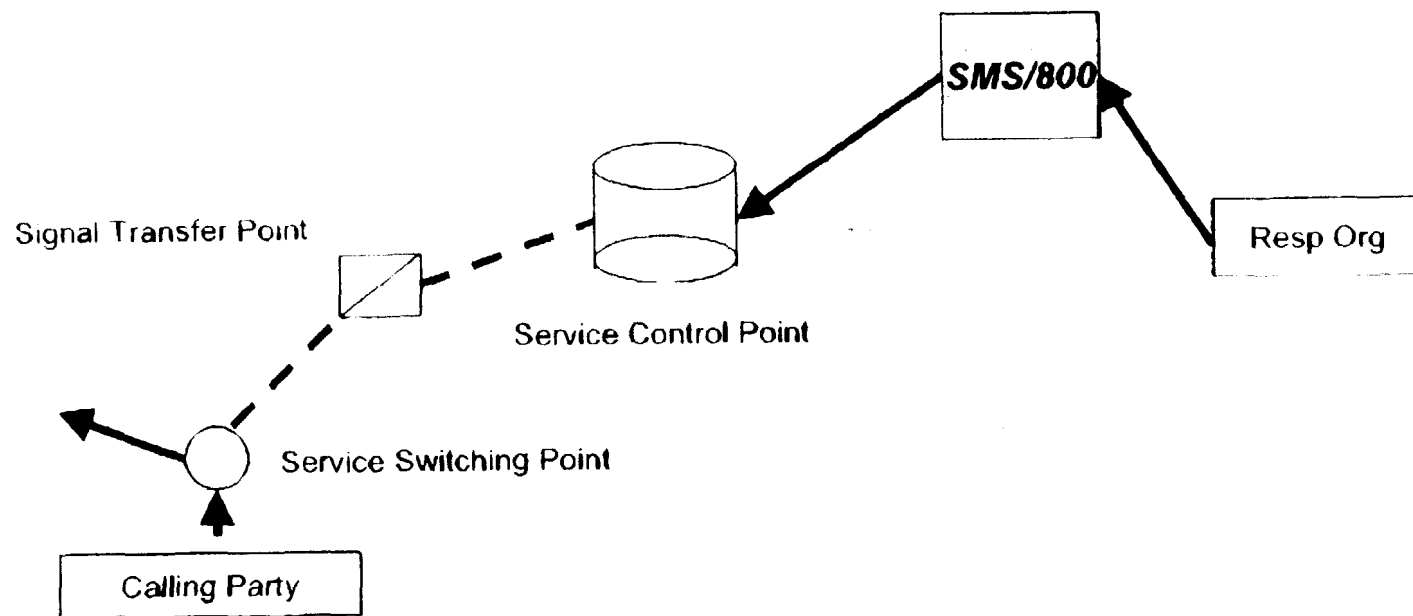 SMS/800
Signal Transfer Point
Resp Org
Service Control Point
Service Switching Point
Calling Party